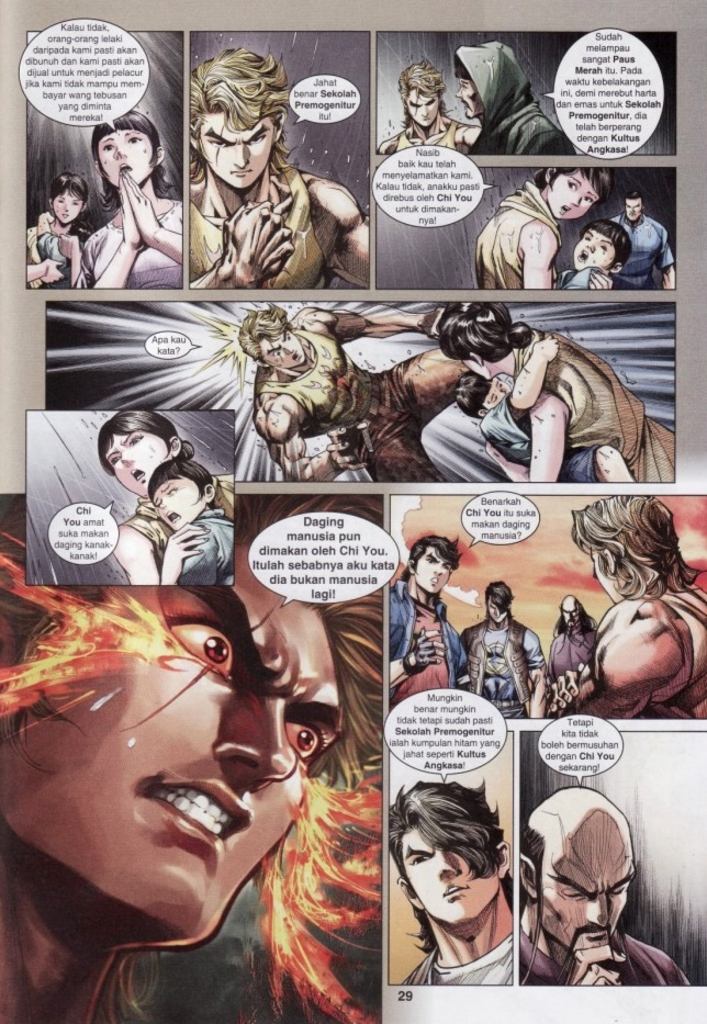 Kalau tidak,
orang-orang lelaki
daripada kami pasti akan
dibunuh dan kami pasti akan
dijual untuk menjadi pelacur
jika kami tidak mampu mem-
bayar wang tebusan
yang diminta
mereka!
Jahat
benar Sekolah
Premogenitur
itu!
Sudah
melampau
sangat Paus
Merah itu. Pada
waktu kebelakangan
ini, demi merebut harta
dan emas untuk Sekolah
Premogenitur, dia
telah berperang
dengan Kultus
Angkasa!
Nasib
baik kau telah
menyelamatkan kami.
Kalau tidak, anakku pasti
direbus oleh Chi You
untuk dimakan-
nya!
Apa kau
kata?
Chi
You amat
suka makan
daging kanak-
kanak!
Daging
manusia pun
dimakan oleh Chi You.
Itulah sebabnya aku kata
dia bukan manusia
lagi!
Benarkah
Chi You itu suka
makan daging
manusia?
Mungkin
benar mungkin
tidak tetapi sudah pasti
Sekolah Premogenitur
ialah kumpulan hitam yang
jahat seperti Kultus
Angkasa!
Tetapi
kita tidak
boleh bermusuhan
dengan Chi You
sekarang!
29